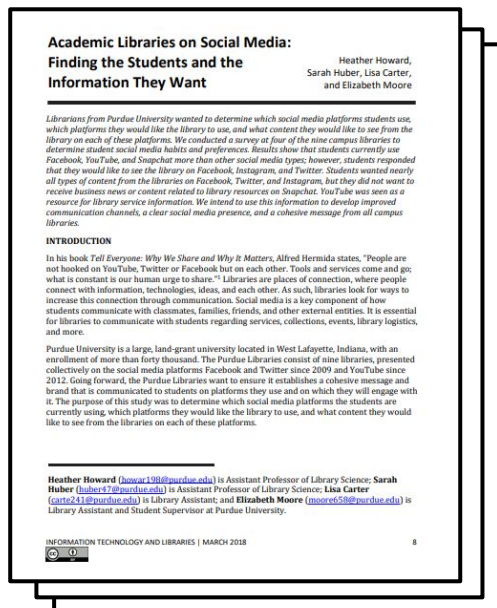 Academic Libraries on Social Media:
Finding the Students and the
Information They Want
Heather Howard,
Sarah Huber, Lisa Carter,
and Elizabeth Moore
Librarians from Purdue University wanted to determine which social media platforms students use,
which platforms they would like the library to use, and what content they would like to see from the
library on each of these platforms. We conducted a survey at four of the nine campus libraries to
determine student social media habits and preferences. Results show that students currently use
Facebook, YouTube, and Snapchat more than other social media types; however, students responded
that they would like to see the library on Facebook, Instagram, and Twitter. Students wanted nearly
all types of content from the libraries on Facebook, Twitter, and Instagram, but they did not want to
receive business news or content related to library resources on Snapchat. YouTube was seen as a
resource for library service information. We intend to use this information to develop improved
communication channels, a clear social media presence, and a cohesive message from all campus
libraries.
INTRODUCTION
In his book Tell Everyone: Why We Share and Why It Matters, Alfred Hermida states, "People are
not hooked on YouTube, Twitter or Facebook but on each other. Tools and services come and go;
what is constant is our human urge to share."1 Libraries are places of connection, where people
connect with information, technologies, ideas, and each other. As such, libraries look for ways to
increase this connection through communication. Social media is a key component of how
students communicate with classmates, families, friends, and other external entities. It is essential
for libraries to communicate with students regarding services, collections, events, library logistics,
and more.
Purdue University is a large, land-grant university located in West Lafayette, Indiana, with an
enrollment of more than forty thousand. The Purdue Libraries consist of nine libraries, presented
collectively on the social media platforms Facebook and Twitter since 2009 and YouTube since
2012. Going forward, the Purdue Libraries want to ensure it establishes a cohesive message and
brand that is communicated to students on platforms they use and on which they will engage with
it. The purpose of this study was to determine which social media platforms the students are
currently using, which platforms they would like the library to use, and what content they would
like to see from the libraries on each of these platforms.
Heather Howard (howar198@purdue.edu) is Assistant Professor of Library Science; Sarah
Huber (huber47@purdue.edu) is Assistant Professor of Library Science; Lisa Carter
(carte241@purdue.edu) is Library Assistant; and Elizabeth Moore (moore658@purdue.edu) is
Library Assistant and Student Supervisor at Purdue University.
INFORMATION TECHNOLOGY AND LIBRARIES | MARCH 2018 8